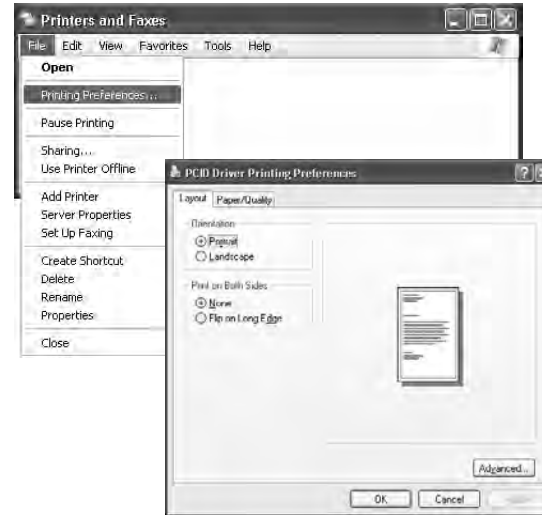 Printers and Faxes
File Edit View Favorites Tools Help
Open
Printing Preferences...
Pause Printing
Sharing...
Use Printer Offline
Add Printer
Server Properties
Set Up Faxing
Create Shortcut
Delete
Rename
Properties
Close
PCID Driver Printing Preferences
Layout Paper/Quality
Orientation
Portrait
Landscape
Print on Both Sides
None
Flip on Long Edge
Advanced...
OK Cancel